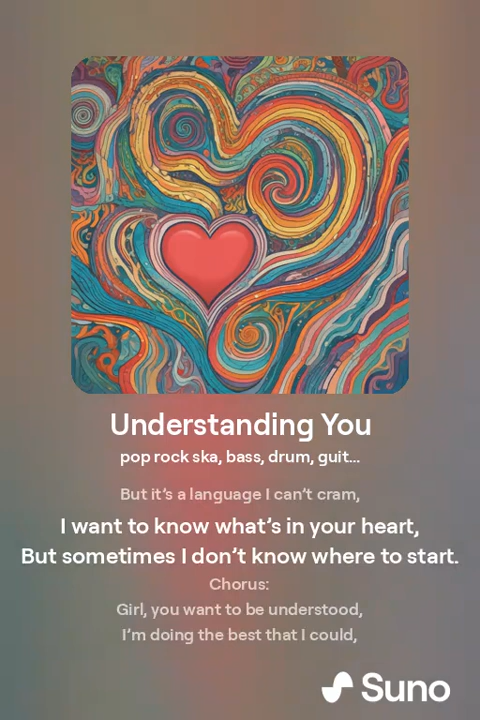 Understanding You
pop rock ska, bass, drum, guit...
But it's a language I can't cram,
I want to know what's in your heart,
But sometimes I don't know where to start.
Chorus:
Girl, you want to be understood,
I'm doing the best that I could,
Suno